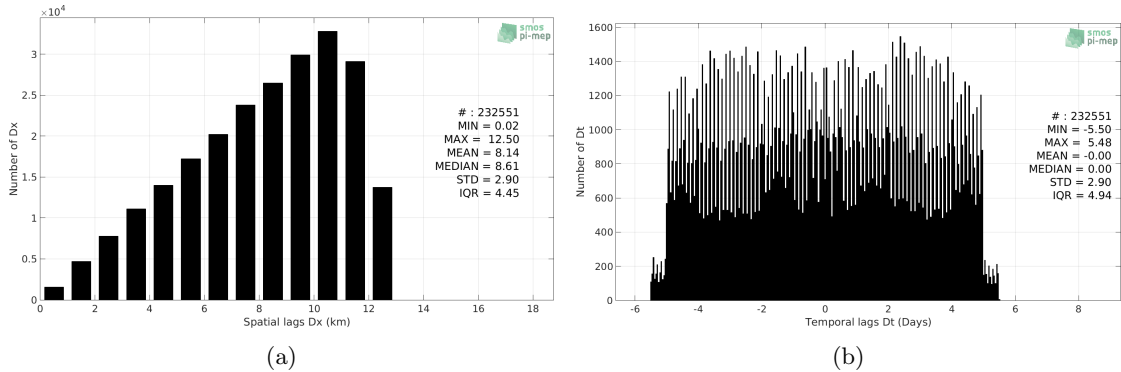 ×10⁴
3
2.5
2
1.5
1
0.5
0
0 2 4 6 8 10 12 14 16 18
Number of Dx
Spatial lags Dx (km)
smos
pi-mep
# : 232551
MIN = 0.02
MAX = 12.50
MEAN = 8.14
MEDIAN = 8.61
STD = 2.90
IQR = 4.45
(a)
1600
1400
1200
1000
800
600
400
200
0
-6 -4 -2 0 2 4 6 8
Number of Dt
Temporal lags Dt (Days)
smos
pi-mep
# : 232551
MIN = -5.50
MAX = 5.48
MEAN = -0.00
MEDIAN = 0.00
STD = 2.90
IQR = 4.94
(b)